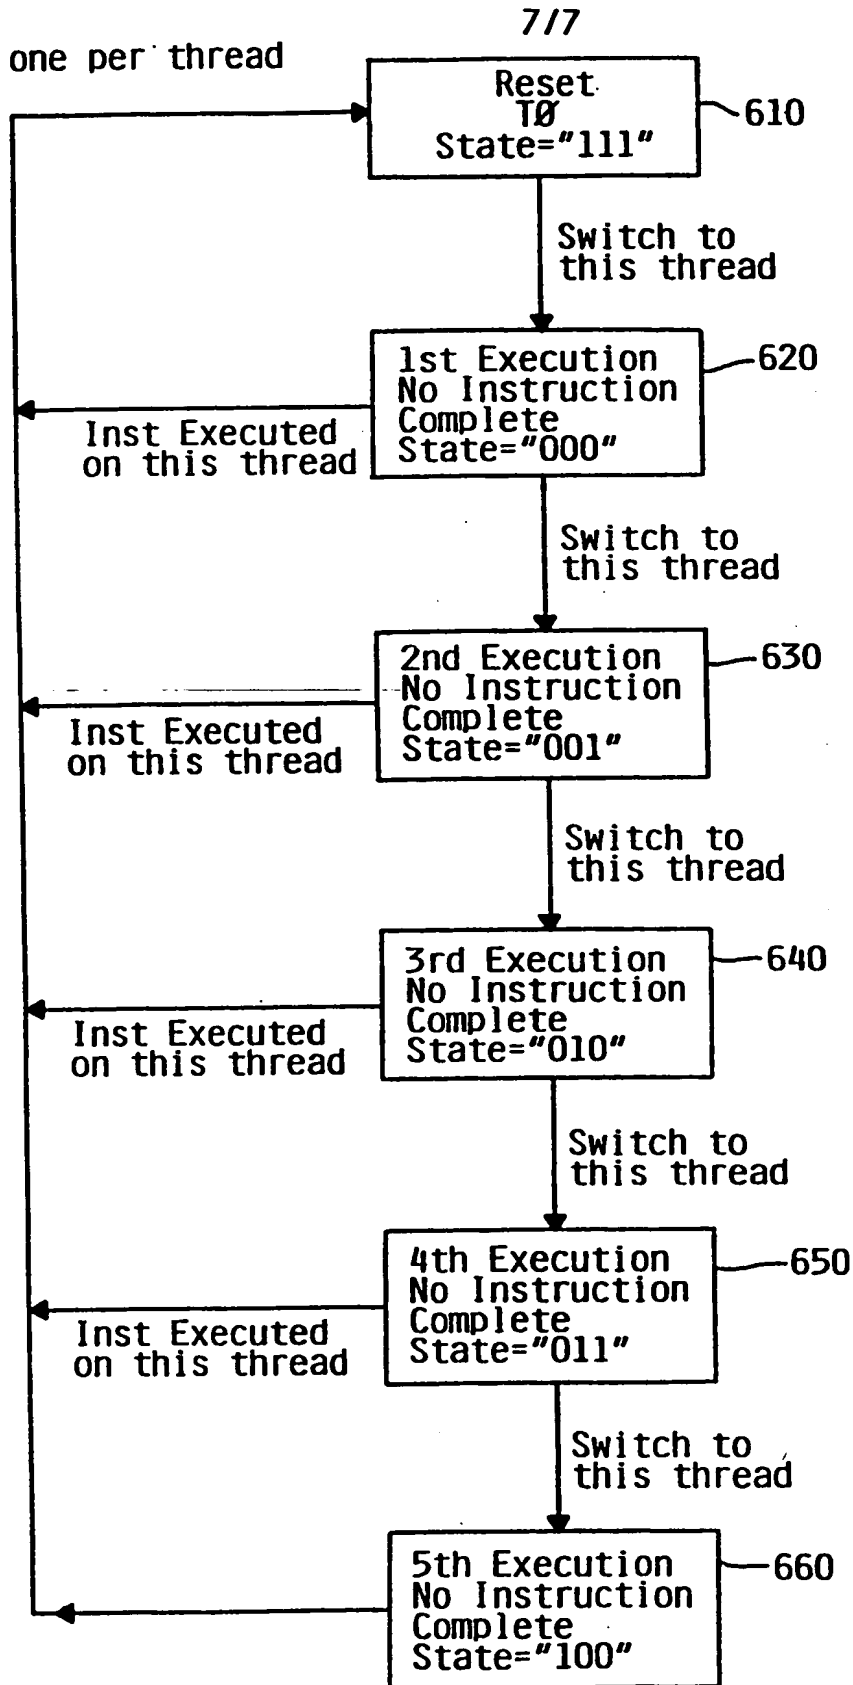 7/7
one per thread
Reset
TØ
State="111"
610
Switch to
this thread
1st Execution
No Instruction
Complete
State="000"
620
Inst Executed
on this thread
Switch to
this thread
2nd Execution
No Instruction
Complete
State="001"
630
Inst Executed
on this thread
Switch to
this thread
3rd Execution
No Instruction
Complete
State="010"
640
Inst Executed
on this thread
Switch to
this thread
4th Execution
No Instruction
Complete
State="011"
650
Inst Executed
on this thread
Switch to
this thread
5th Execution
No Instruction
Complete
State="100"
660